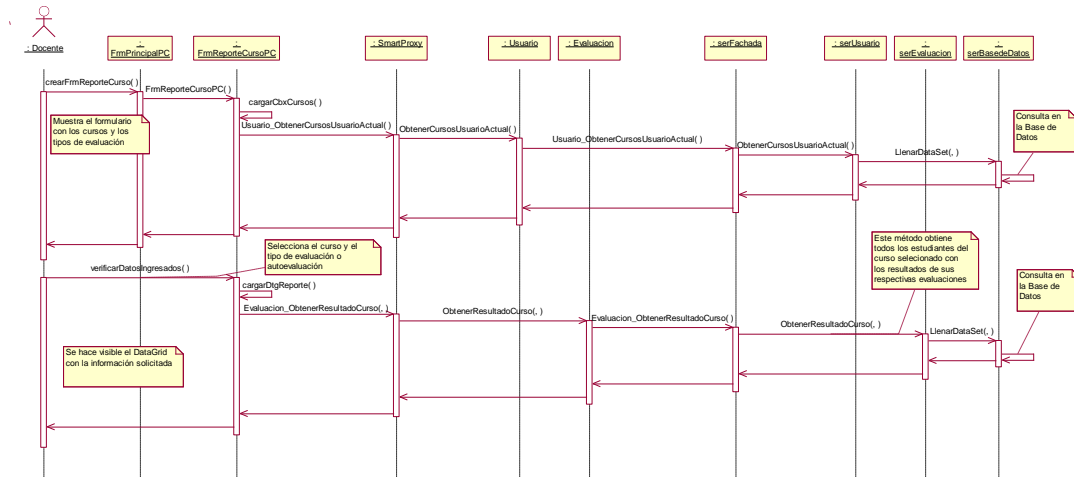 : Docente
:
FrmPrincipalPC
:
FrmReporteCursoPC
: SmartProxy
: Usuario
: Evaluacion
: serFachada
: serUsuario
:
serEvaluacion
:
serBasedeDatos
crearFrmReporteCurso( )
FrmReporteCursoPC( )
cargarCbxCursos( )
Muestra el formulario
con los cursos y los
tipos de evaluación
Usuario_ObtenerCursosUsuarioActual( )
ObtenerCursosUsuarioActual( )
Usuario_ObtenerCursosUsuarioActual( )
ObtenerCursosUsuarioActual( )
LlenarDataSet(, )
Consulta en
la Base de
Datos
Selecciona el curso y el
tipo de evaluación o
autoevaluación
Este método obtiene
todos los estudiantes del
curso selecionado con
los resultados de sus
respectivas evaluaciones
verificarDatosIngresados( )
cargarDtgReporte( )
Evaluacion_ObtenerResultadoCurso(, )
ObtenerResultadoCurso(, )
Evaluacion_ObtenerResultadoCurso(, )
ObtenerResultadoCurso(, )
LlenarDataSet(, )
Consulta en
la Base de
Datos
Se hace visible el DataGrid
con la información solicitada